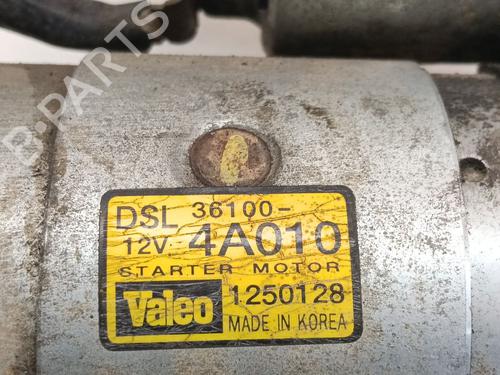 B-PARTS
DSL 36100-
12V 4A010
STARTER MOTOR
Valeo 1250128
MADE IN KOREA